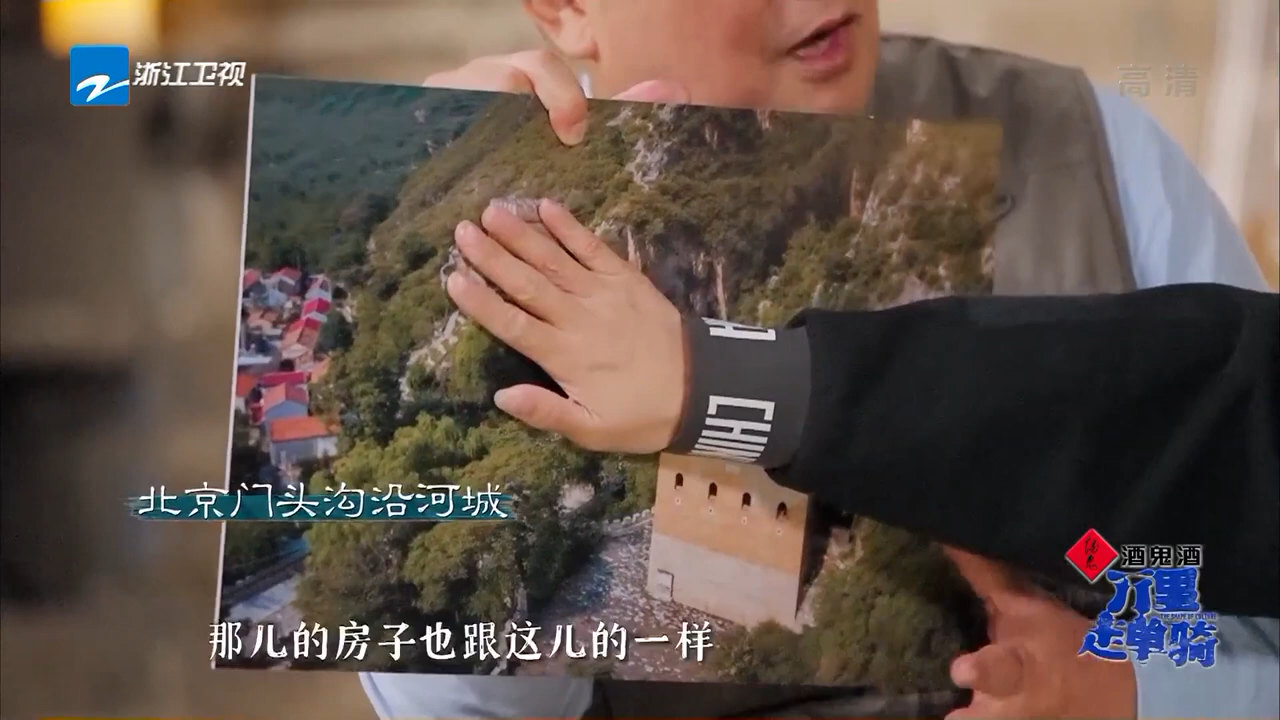 浙江卫视
高清
CHIN
北京门头沟沿河城
酒鬼酒
万里
走单骑
那儿的房子也跟这儿的一样